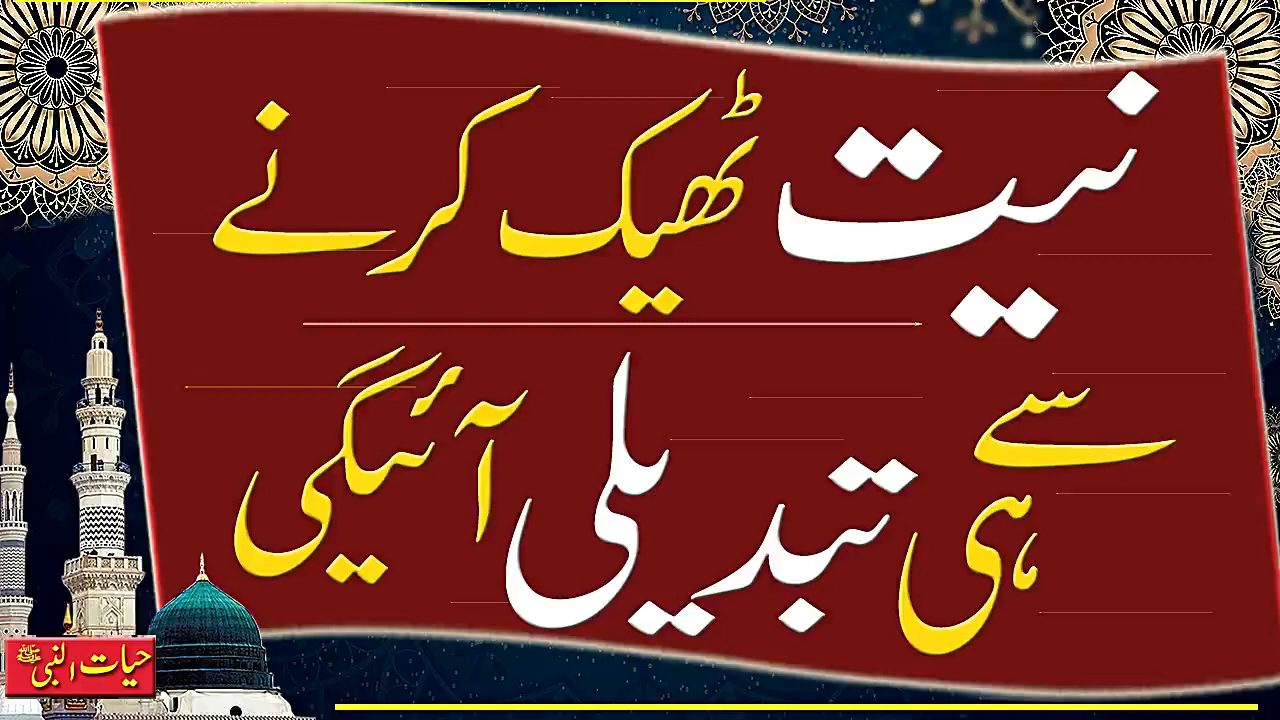 نیت ٹھیک کرنے
سے ہی تبدیلی آئیگی
حیات النبی ﷺ